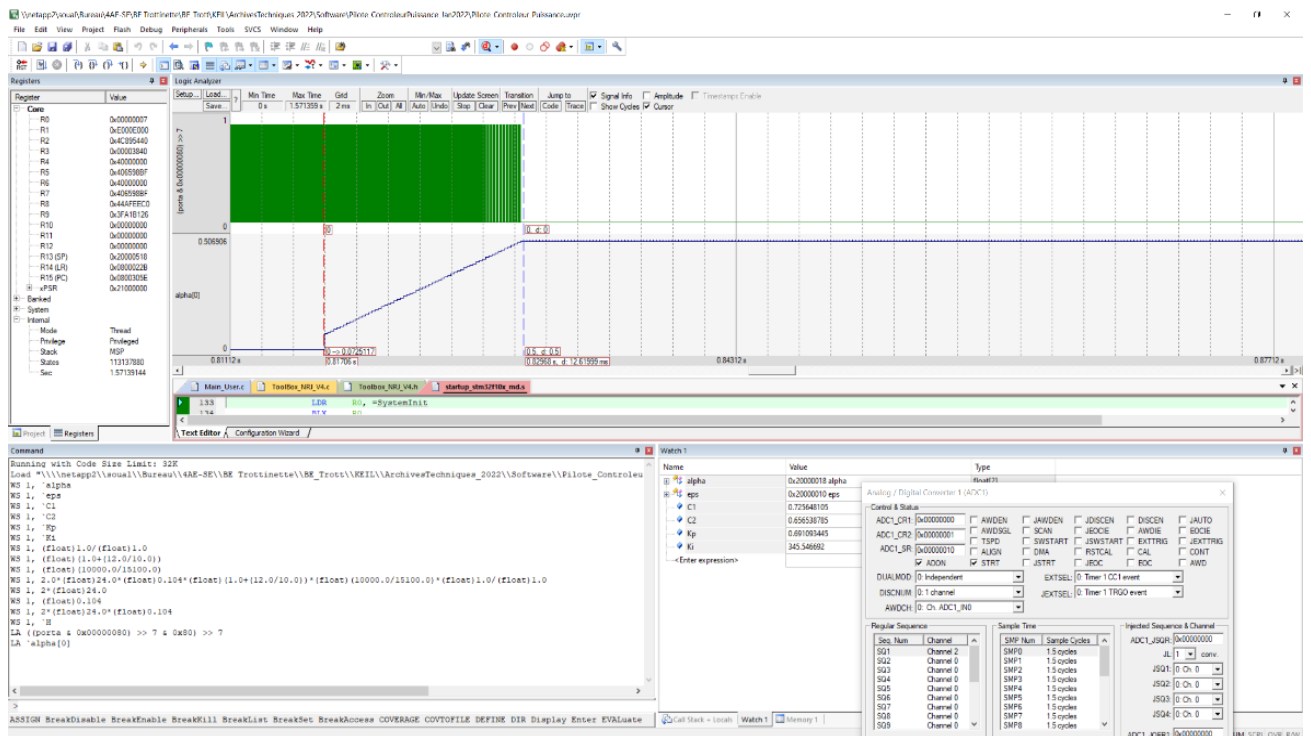 \\netapp2\soual\Bureau\4AE-SE\BE Trottinette\BE_Trott\KEIL\ArchivesTechniques_2022\Software\Pilote_ControleurPuissance_Jan2022\Pilote_Controleur_Puissance.uvpr
File Edit View Project Flash Debug Peripherals Tools SVCS Window Help
Registers
Register Value
Core
R0 0x00000007
R1 0xE000E000
R2 0x4C895440
R3 0x00003840
R4 0x40000000
R5 0x406598BF
R6 0x40000000
R7 0x406598BF
R8 0x44AFEEC0
R9 0x3FA1B126
R10 0x00000000
R11 0x00000000
R12 0x00000000
R13 (SP) 0x20000518
R14 (LR) 0x0800022B
R15 (PC) 0x0800305E
xPSR 0x21000000
Banked
System
Internal
Mode Thread
Privilege Privileged
Stack MSP
States 113137880
Sec 1.57139144
Project Registers
Logic Analyzer
Setup... Load... Save... ? Min Time Max Time Grid Zoom Min/Max Update Screen Transition Jump to Signal Info Amplitude Timestamps Enable
0 s 1.571359 s 2 ms In Out All Auto Undo Stop Clear Prev Next Code Trace Show Cycles Cursor
(porta & 0x00000080) >> 7
1
0
0 0, d: 0
0.506906
alpha[0]
0
0 -> 0.0725117 0.5, d: 0.5
0.81112 s 0.81706 s 0.82968 s, d: 12.61999 ms 0.84312 s 0.87712 s
Main_User.c ToolBox_NRJ_V4.c Toolbox_NRJ_V4.h startup_stm32f10x_md.s
133 LDR R0, =SystemInit
134 BLX R0
Text Editor Configuration Wizard
Command
Running with Code Size Limit: 32K
Load "\\\\netapp2\\soual\\Bureau\\4AE-SE\\BE Trottinette\\BE_Trott\\KEIL\\ArchivesTechniques_2022\\Software\\Pilote_Controleu
WS 1, `alpha
WS 1, `eps
WS 1, `C1
WS 1, `C2
WS 1, `Kp
WS 1, `Ki
WS 1, (float)1.0/(float)1.0
WS 1, (float)(1.0+(12.0/10.0))
WS 1, (float)(10000.0/15100.0)
WS 1, 2.0*(float)24.0*(float)0.104*(float)(1.0+(12.0/10.0))*(float)(10000.0/15100.0)*(float)1.0/(float)1.0
WS 1, 2*(float)24.0
WS 1, (float)0.104
WS 1, 2*(float)24.0*(float)0.104
WS 1, `H
LA ((porta & 0x00000080) >> 7 & 0x80) >> 7
LA `alpha[0]
>
ASSIGN BreakDisable BreakEnable BreakKill BreakList BreakSet BreakAccess COVERAGE COVTOFILE DEFINE DIR Display Enter EVALuate
Watch 1
Name Value Type
alpha 0x20000018 alpha float[2]
eps 0x20000010 eps
C1 0.725648105
C2 0.656538785
Kp 0.691093445
Ki 345.546692
<Enter expression>
Call Stack + Locals Watch 1 Memory 1
Analog / Digital Converter 1 (ADC1)
Control & Status
ADC1_CR1: 0x00000000 AWDEN JAWDEN JDISCEN DISCEN JAUTO
AWDSGL SCAN JEOCIE AWDIE EOCIE
ADC1_CR2: 0x00000001 TSPD SWSTART JSWSTART EXTTRIG JEXTTRIG
ADC1_SR: 0x00000010 ALIGN DMA RSTCAL CAL CONT
ADON STRT JSTRT JEOC EOC AWD
DUALMOD: 0: Independent EXTSEL: 0: Timer 1 CC1 event
DISCNUM: 0: 1 channel JEXTSEL: 0: Timer 1 TRGO event
AWDCH: 0: Ch. ADC1_IN0
Regular Sequence Sample Time Injected Sequence & Channel
Seq. Num Channel SMP Num Sample Cycles ADC1_JSQR: 0x00000000
SQ1 Channel 2 SMP0 1.5 cycles JL: 1 conv.
SQ2 Channel 0 SMP1 1.5 cycles
SQ3 Channel 0 SMP2 1.5 cycles JSQ1: 0: Ch. 0
SQ4 Channel 0 SMP3 1.5 cycles
SQ5 Channel 0 SMP4 1.5 cycles JSQ2: 0: Ch. 0
SQ6 Channel 0 SMP5 1.5 cycles JSQ3: 0: Ch. 0
SQ7 Channel 0 SMP6 1.5 cycles
SQ8 Channel 0 SMP7 1.5 cycles JSQ4: 0: Ch. 0
SQ9 Channel 0 SMP8 1.5 cycles
0x00000000